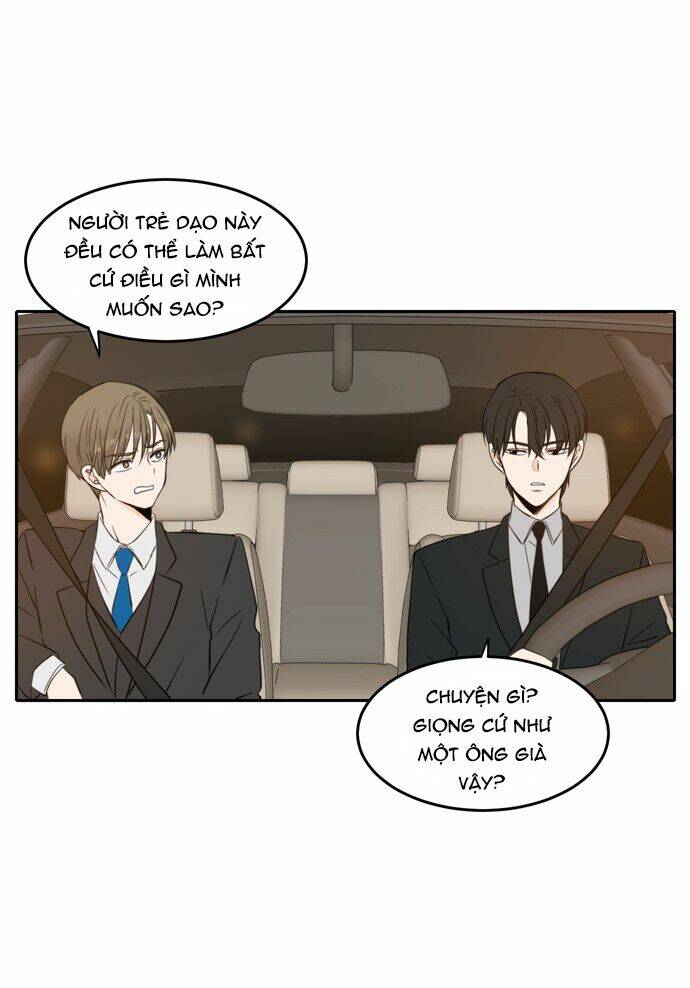 NGƯỜI TRẺ DẠO NÀY
ĐỀU CÓ THỂ LÀM BẤT
CỨ ĐIỀU GÌ MÌNH
MUỐN SAO?
CHUYỆN GÌ?
GIỌNG CỨ NHƯ
MỘT ÔNG GIÀ
VẬY?